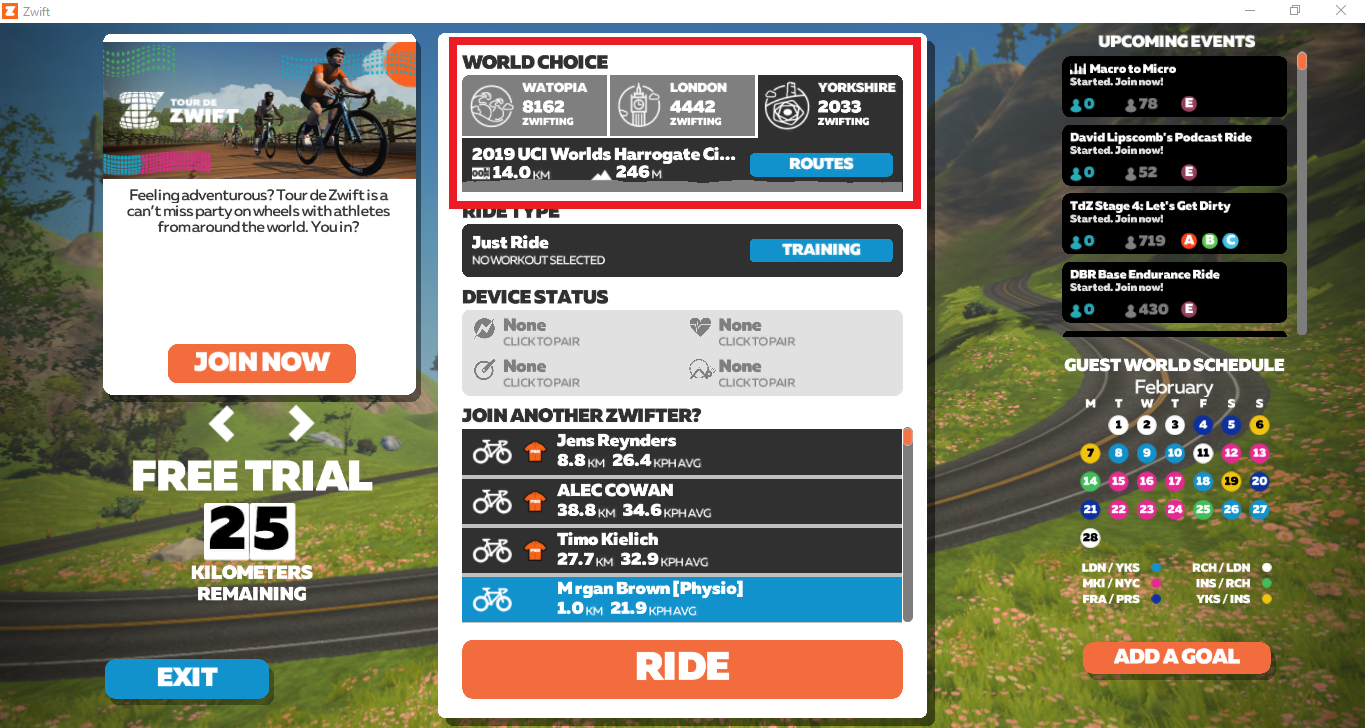 Zwift
TOUR DE
ZWIFT
Feeling adventurous? Tour de Zwift is a
can't miss party on wheels with athletes
from around the world. You in?
JOIN NOW
FREE TRIAL
25
KILOMETERS
REMAINING
EXIT
WORLD CHOICE
WATOPIA
8162
ZWIFTING
LONDON
4442
ZWIFTING
YORKSHIRE
2033
ZWIFTING
2019 UCI Worlds Harrogate Ci...
14.0 KM 246 M
ROUTES
RIDE TYPE
Just Ride
NO WORKOUT SELECTED
TRAINING
DEVICE STATUS
None
CLICK TO PAIR
None
CLICK TO PAIR
None
CLICK TO PAIR
None
CLICK TO PAIR
JOIN ANOTHER ZWIFTER?
Jens Reynders
8.8 KM 26.4 KPH AVG
ALEC COWAN
38.8 KM 34.6 KPH AVG
Timo Kielich
27.7 KM 32.9 KPH AVG
M rgan Brown [Physio]
1.0 KM 21.9 KPH AVG
RIDE
UPCOMING EVENTS
Macro to Micro
Started. Join now!
0 78 E
David Lipscomb's Podcast Ride
Started. Join now!
0 52 E
TdZ Stage 4: Let's Get Dirty
Started. Join now!
0 719 A B C
DBR Base Endurance Ride
Started. Join now!
0 430 E
GUEST WORLD SCHEDULE
February
M T W T F S S
1 2 3 4 5 6
7 8 9 10 11 12 13
14 15 16 17 18 19 20
21 22 23 24 25 26 27
28
LDN / YKS RCH / LDN
MKI / NYC INS / RCH
FRA / PRS YKS / INS
ADD A GOAL